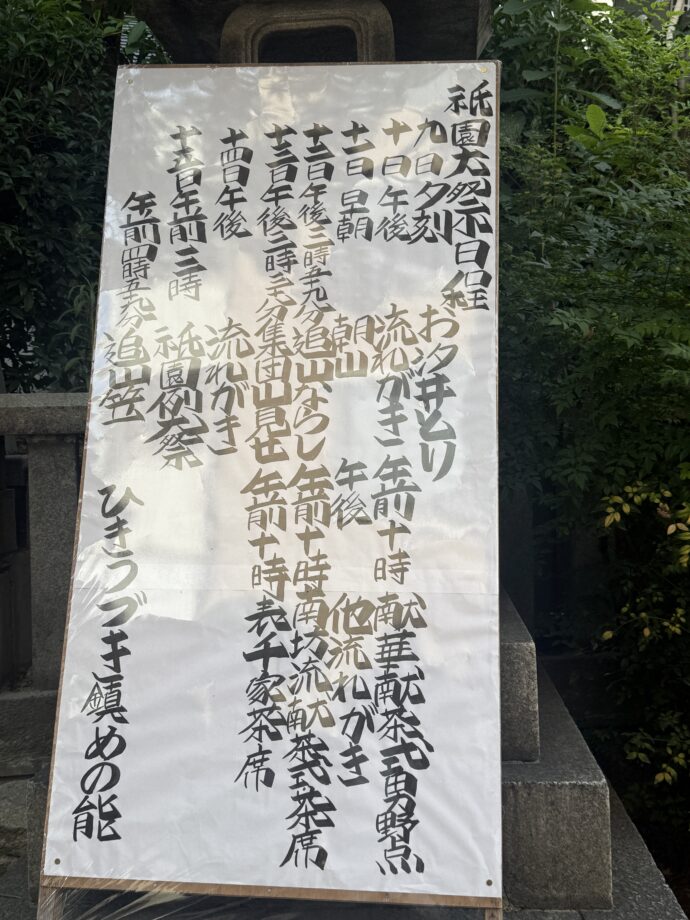 祇園大祭示日程
九日夕刻 お汐井とり
十日午後 流れがき 午前十時 献華献茶式 男野点
十一日 早朝 朝山 午後 他流れがき
十二日午後三時五十九分 追山ならし 午前十時 南坊流献茶式茶席
十三日午後三時三十分 集団山見せ 午前十時 表千家茶席
十四日午後 流れがき
十五日午前三時 祇園例大祭
午前四時五十九分 追山笠 ひきつづき鎮めの能